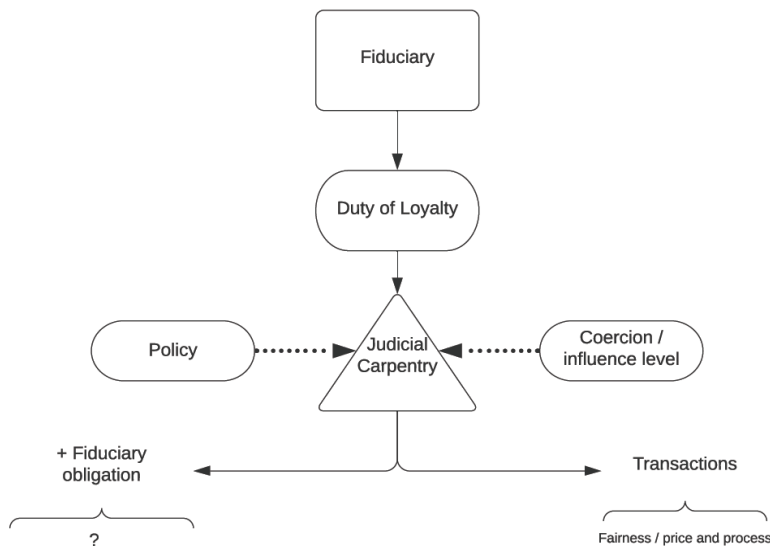 Fiduciary
Duty of Loyalty
Policy
Judicial
Carpentry
Coercion /
influence level
+ Fiduciary
obligation
Transactions
?
Fairness / price and process